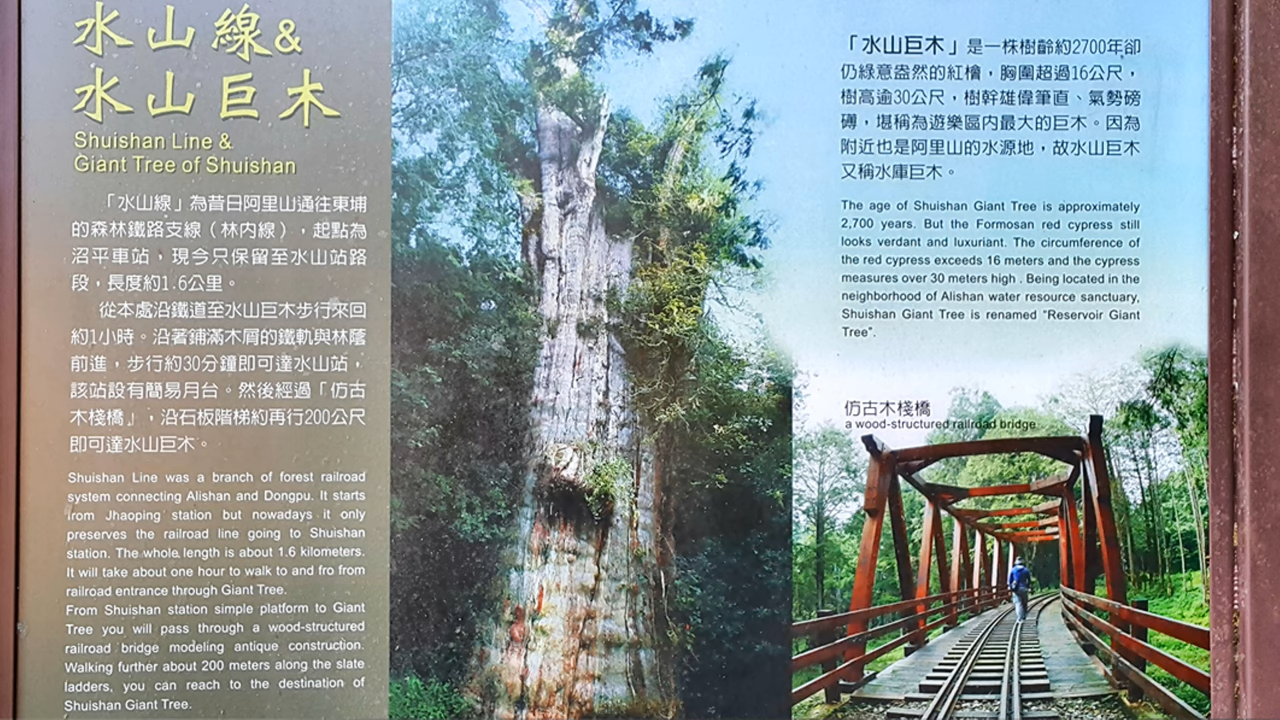 水山線&
水山巨木
Shuishan Line &
Giant Tree of Shuishan
「水山線」為昔日阿里山通往東埔
的森林鐵路支線（林內線），起點為
沼平車站，現今只保留至水山站路
段，長度約1.6公里。
從本處沿鐵道至水山巨木步行來回
約1小時。沿著鋪滿木屑的鐵軌與林蔭
前進，步行約30分鐘即可達水山站，
該站設有簡易月台。然後經過「仿古
木棧橋」，沿石板階梯約再行200公尺
即可達水山巨木。
Shuishan Line was a branch of forest railroad
system connecting Alishan and Dongpu. It starts
from Jhaoping station but nowadays it only
preserves the railroad line going to Shuishan
station. The whole length is about 1.6 kilometers.
It will take about one hour to walk to and fro from
railroad entrance through Giant Tree.
From Shuishan station simple platform to Giant
Tree you will pass through a wood-structured
railroad bridge modeling antique construction.
Walking further about 200 meters along the slate
ladders, you can reach to the destination of
Shuishan Giant Tree.
「水山巨木」是一株樹齡約2700年卻
仍綠意盎然的紅檜，胸圍超過16公尺，
樹高逾30公尺，樹幹雄偉筆直、氣勢磅
礡，堪稱為遊樂區內最大的巨木。因為
附近也是阿里山的水源地，故水山巨木
又稱水庫巨木。
The age of Shuishan Giant Tree is approximately
2,700 years. But the Formosan red cypress still
looks verdant and luxuriant. The circumference of
the red cypress exceeds 16 meters and the cypress
measures over 30 meters high . Being located in the
neighborhood of Alishan water resource sanctuary,
Shuishan Giant Tree is renamed “Reservoir Giant
Tree”.
仿古木棧橋
a wood-structured railroad bridge